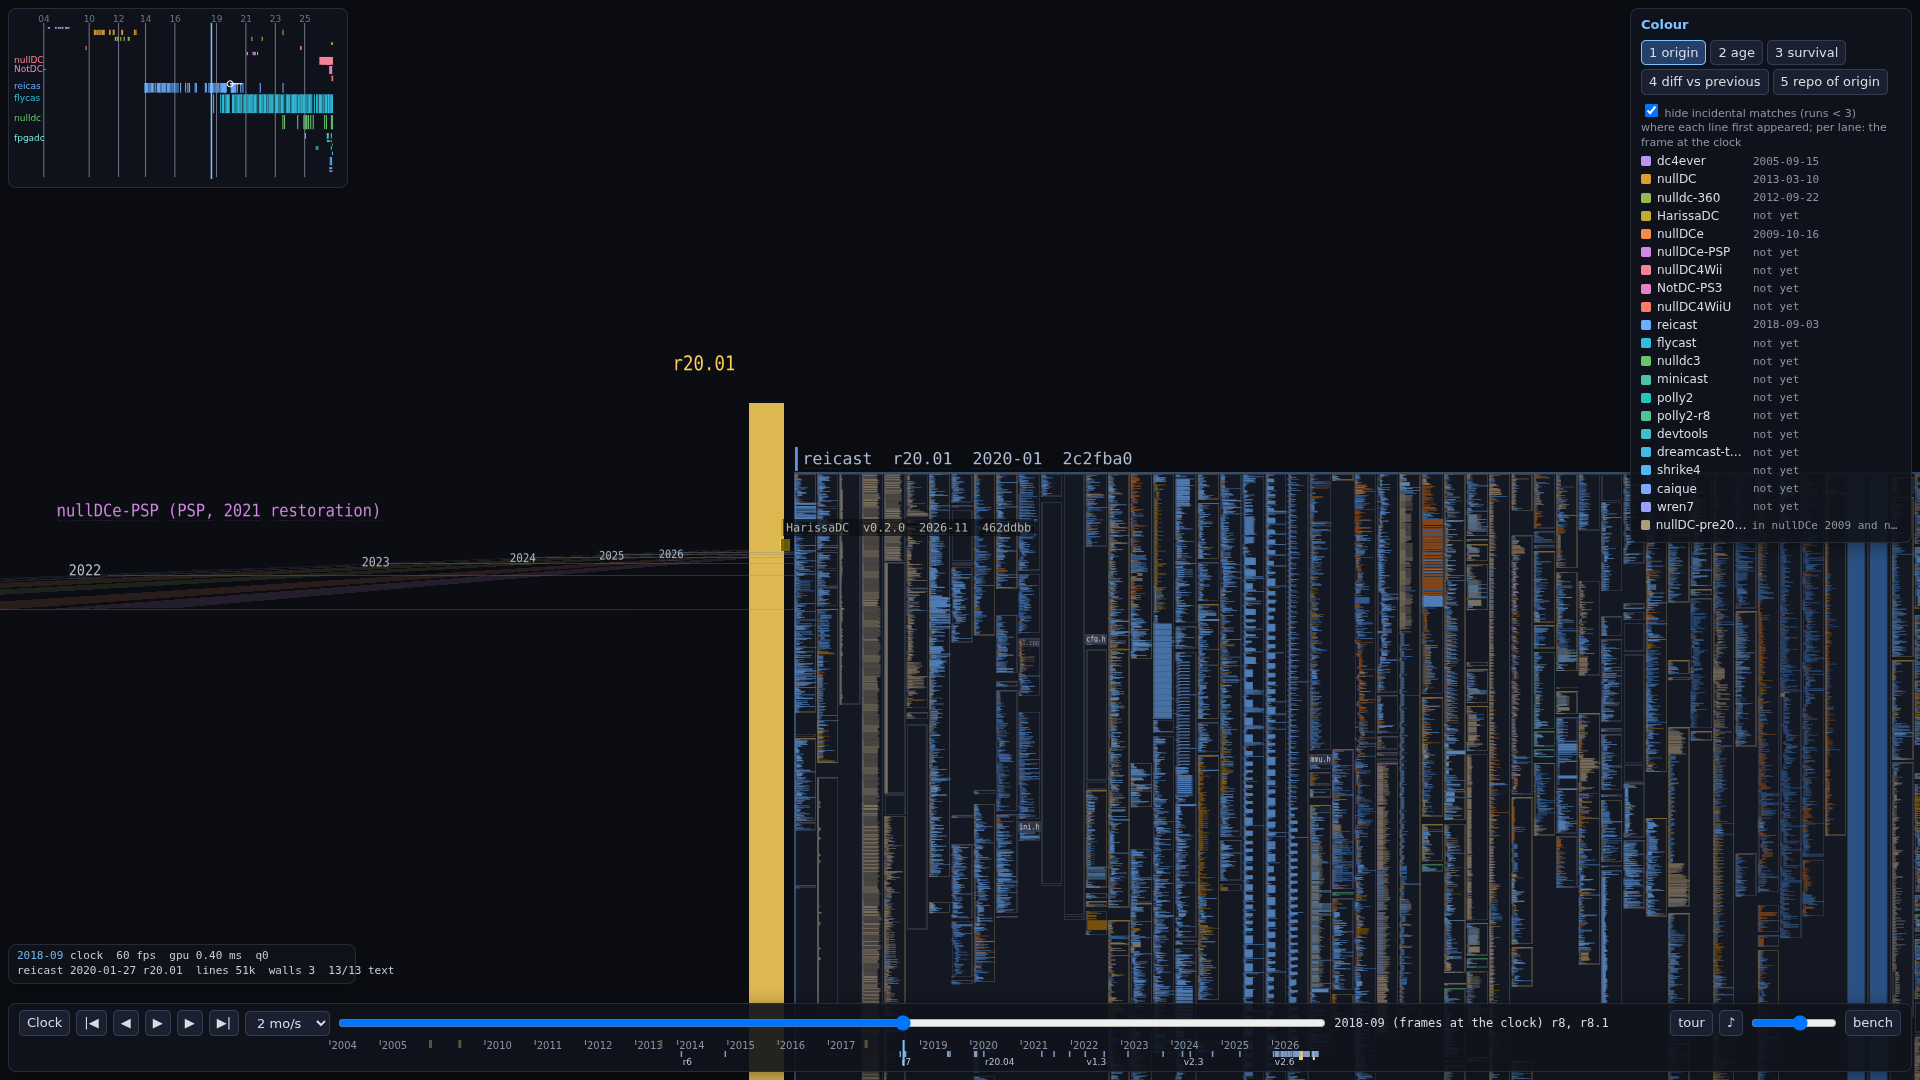 04 10 12 14 16 19 21 23 25
nullDC
NotDC-
reicas
flycas
nulldc
fpgadc
Colour
1 origin 2 age 3 survival
4 diff vs previous 5 repo of origin
hide incidental matches (runs < 3)
where each line first appeared; per lane: the
frame at the clock
dc4ever 2005-09-15
nullDC 2013-03-10
nulldc-360 2012-09-22
HarissaDC not yet
nullDCe 2009-10-16
nullDCe-PSP not yet
nullDC4Wii not yet
NotDC-PS3 not yet
nullDC4WiiU not yet
reicast 2018-09-03
flycast not yet
nulldc3 not yet
minicast not yet
polly2 not yet
polly2-r8 not yet
devtools not yet
dreamcast-t... not yet
shrike4 not yet
caique not yet
wren7 not yet
nullDC-pre20... in nullDCe 2009 and n...
r20.01
reicast r20.01 2020-01 2c2fba0
nullDCe-PSP (PSP, 2021 restoration)
HarissaDC v0.2.0 2026-11 462ddbb
2022 2023 2024 2025 2026
cfg.h
mmu.h
ini.h
2018-09 clock 60 fps gpu 0.40 ms q0
reicast 2020-01-27 r20.01 lines 51k walls 3 13/13 text
Clock |◀ ◀ ▶ ▶ ▶| 2 mo/s 2018-09 (frames at the clock) r8, r8.1 tour ♪ bench
2004 2005 2010 2011 2012 2013 2014 2015 2016 2017 2019 2020 2021 2022 2023 2024 2025 2026
r6 r7 r20.04 v1.3 v2.3 v2.6